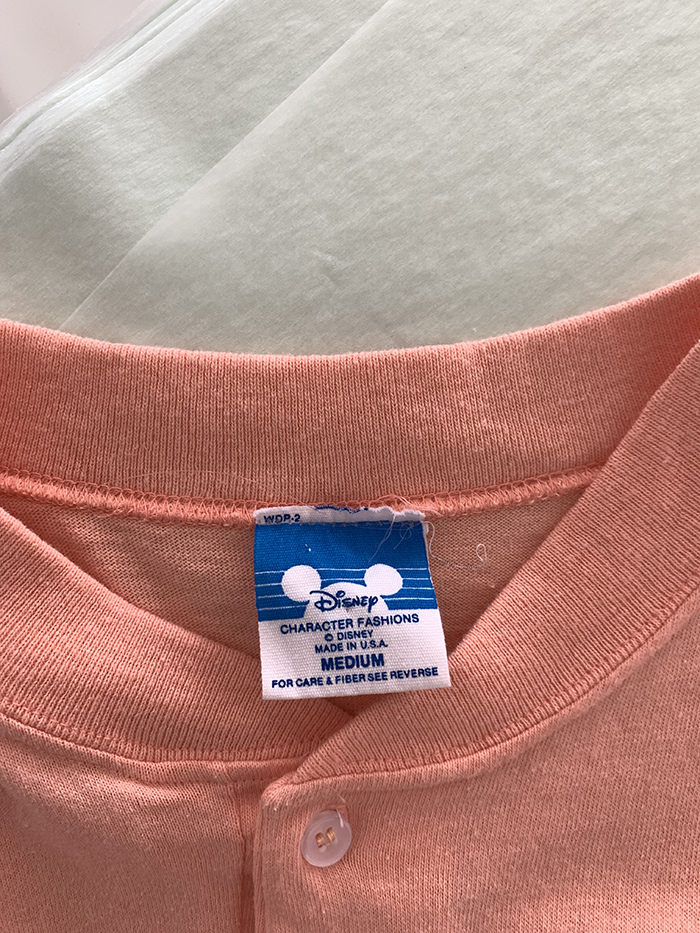 WDP-2
Disney
CHARACTER FASHIONS
© DISNEY
MADE IN U.S.A.
MEDIUM
FOR CARE & FIBER SEE REVERSE